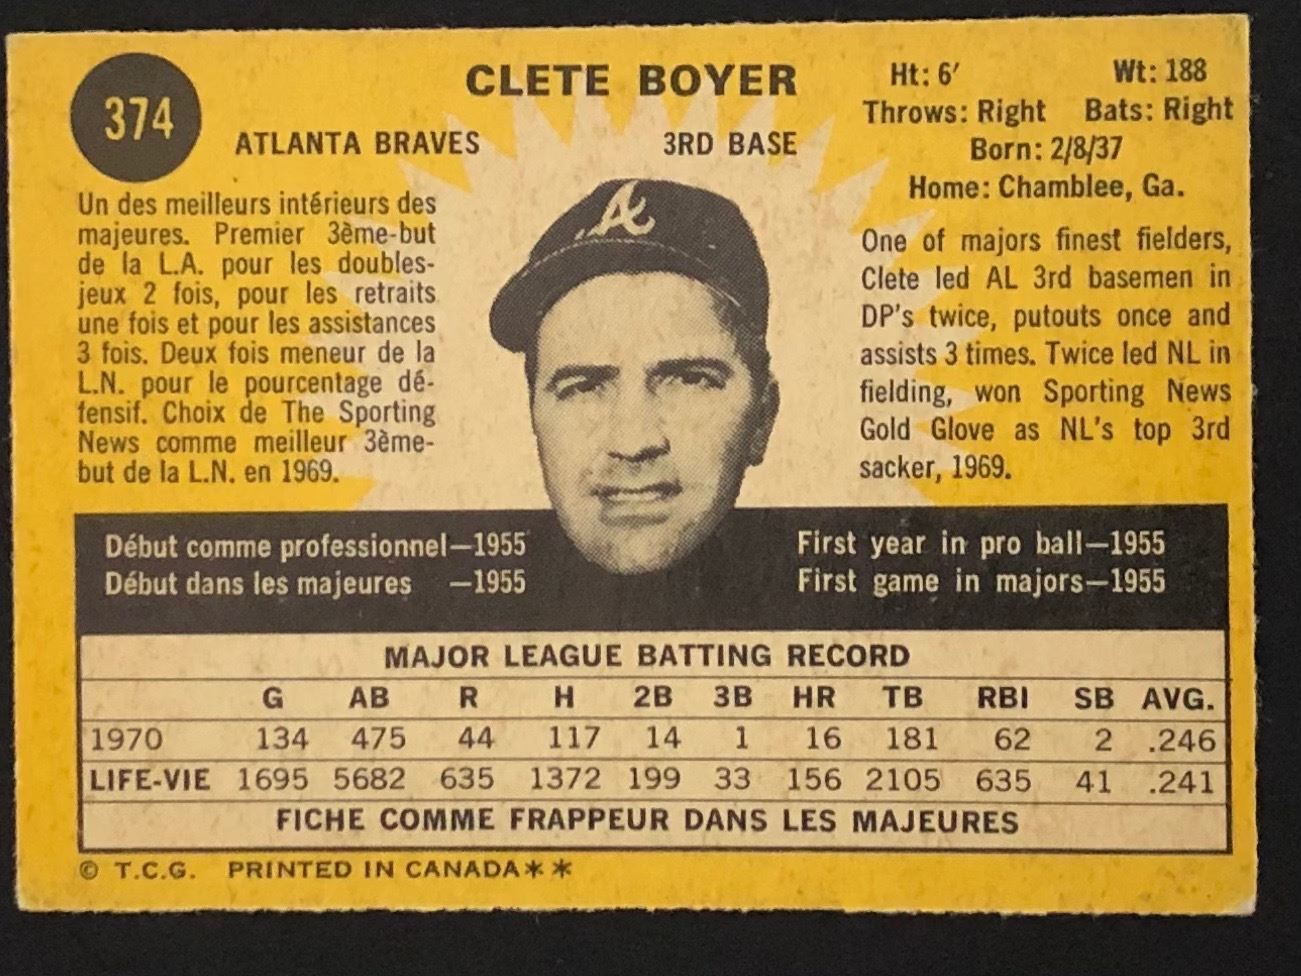 374
CLETE BOYER
ATLANTA BRAVES 3RD BASE
Ht: 6′ Wt: 188
Throws: Right Bats: Right
Born: 2/8/37
Home: Chamblee, Ga.
A
Un des meilleurs intérieurs des
majeures. Premier 3ème-but
de la L.A. pour les doubles-
jeux 2 fois, pour les retraits
une fois et pour les assistances
3 fois. Deux fois meneur de la
L.N. pour le pourcentage dé-
fensif. Choix de The Sporting
News comme meilleur 3ème-
but de la L.N. en 1969.
One of majors finest fielders,
Clete led AL 3rd basemen in
DP's twice, putouts once and
assists 3 times. Twice led NL in
fielding, won Sporting News
Gold Glove as NL's top 3rd
sacker, 1969.
Début comme professionnel—1955
Début dans les majeures —1955
First year in pro ball—1955
First game in majors—1955
MAJOR LEAGUE BATTING RECORD
G AB R H 2B 3B HR TB RBI SB AVG.
1970 134 475 44 117 14 1 16 181 62 2 .246
LIFE-VIE 1695 5682 635 1372 199 33 156 2105 635 41 .241
FICHE COMME FRAPPEUR DANS LES MAJEURES
© T.C.G. PRINTED IN CANADA**